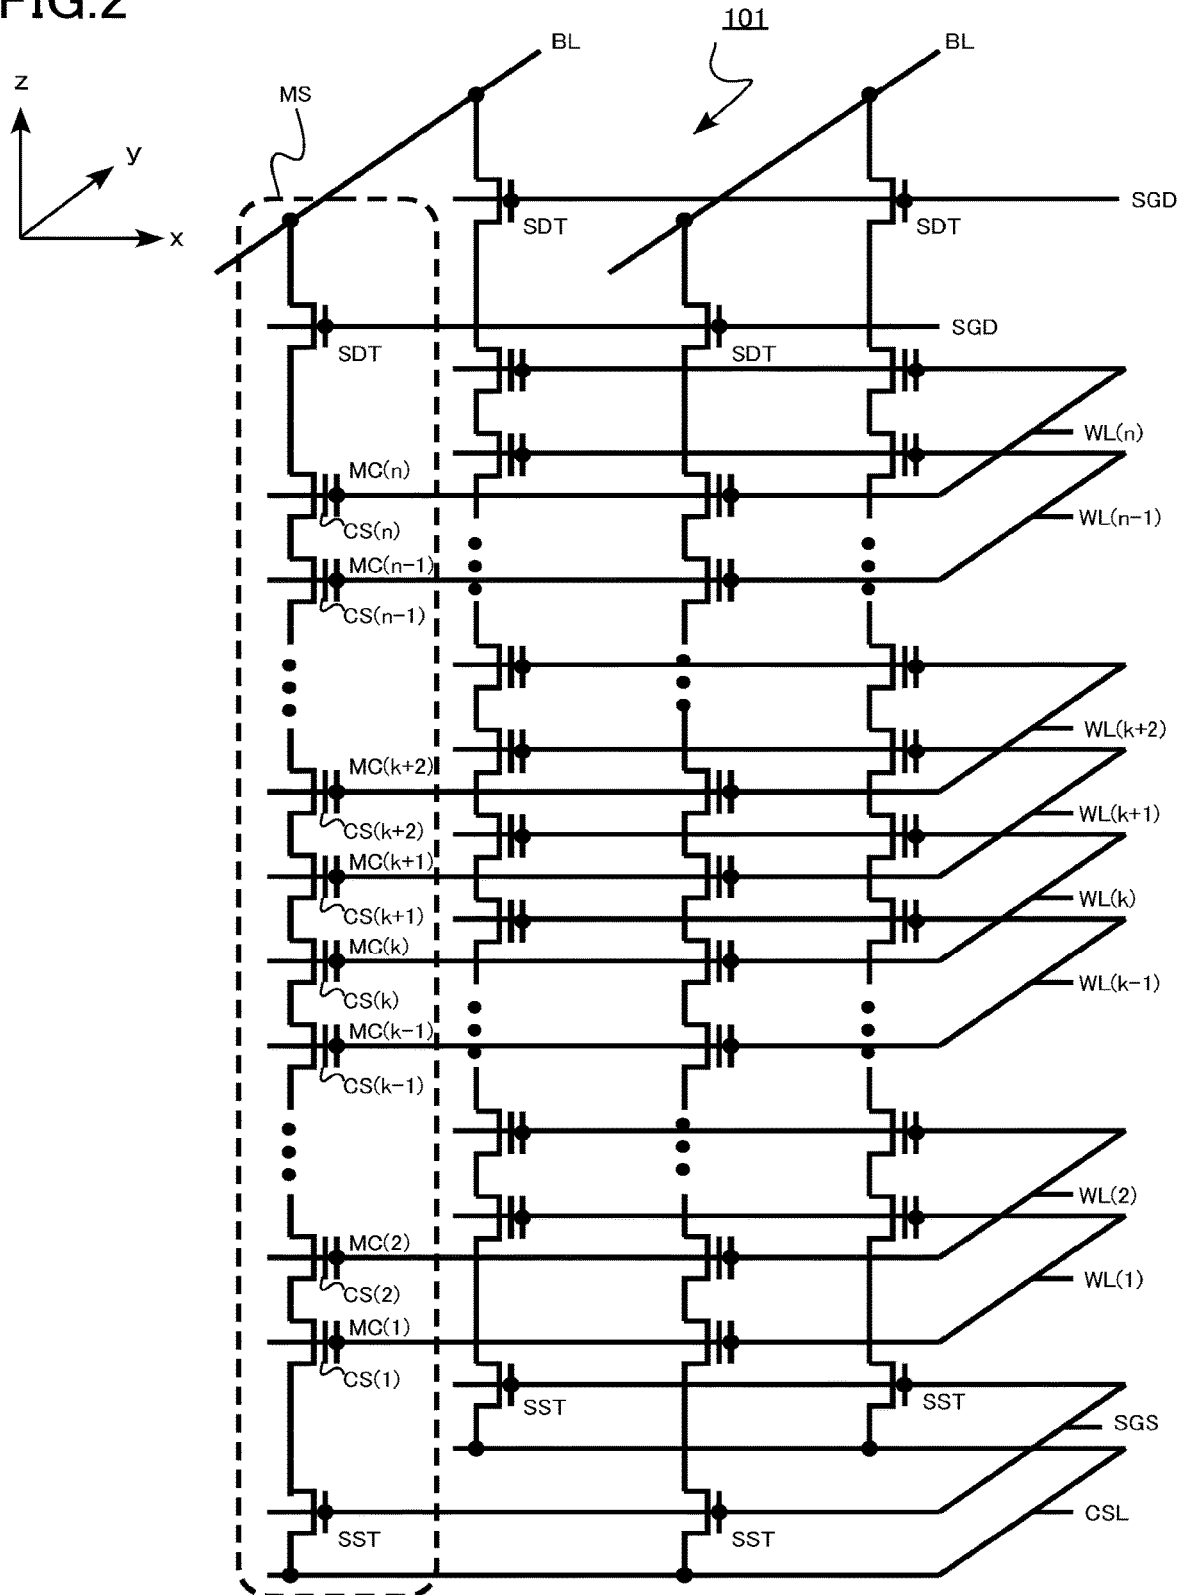 FIG.2
101
BL
BL
z
MS
y
SGD
SDT
SDT
x
SGD
SDT
SDT
WL(n)
MC(n)
WL(n-1)
CS(n)
MC(n-1)
CS(n-1)
WL(k+2)
MC(k+2)
WL(k+1)
CS(k+2)
MC(k+1)
WL(k)
CS(k+1)
MC(k)
WL(k-1)
CS(k)
MC(k-1)
CS(k-1)
WL(2)
MC(2)
WL(1)
CS(2)
MC(1)
CS(1)
SST
SST
SGS
CSL
SST
SST